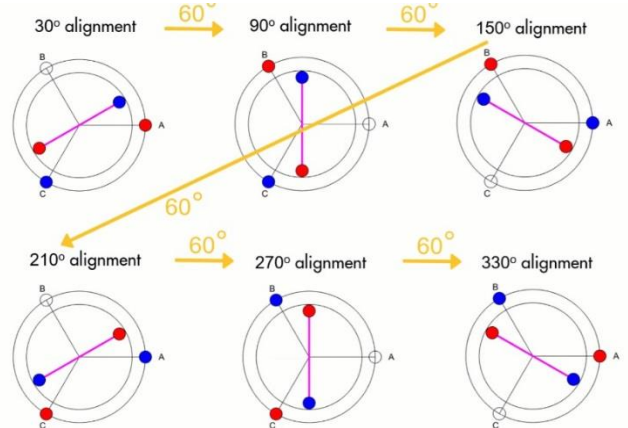 60°
60°
30° alignment
90° alignment
150° alignment
B
A
C
B
A
C
B
A
C
60°
60°
60°
210° alignment
270° alignment
330° alignment
B
A
C
B
A
C
B
A
C